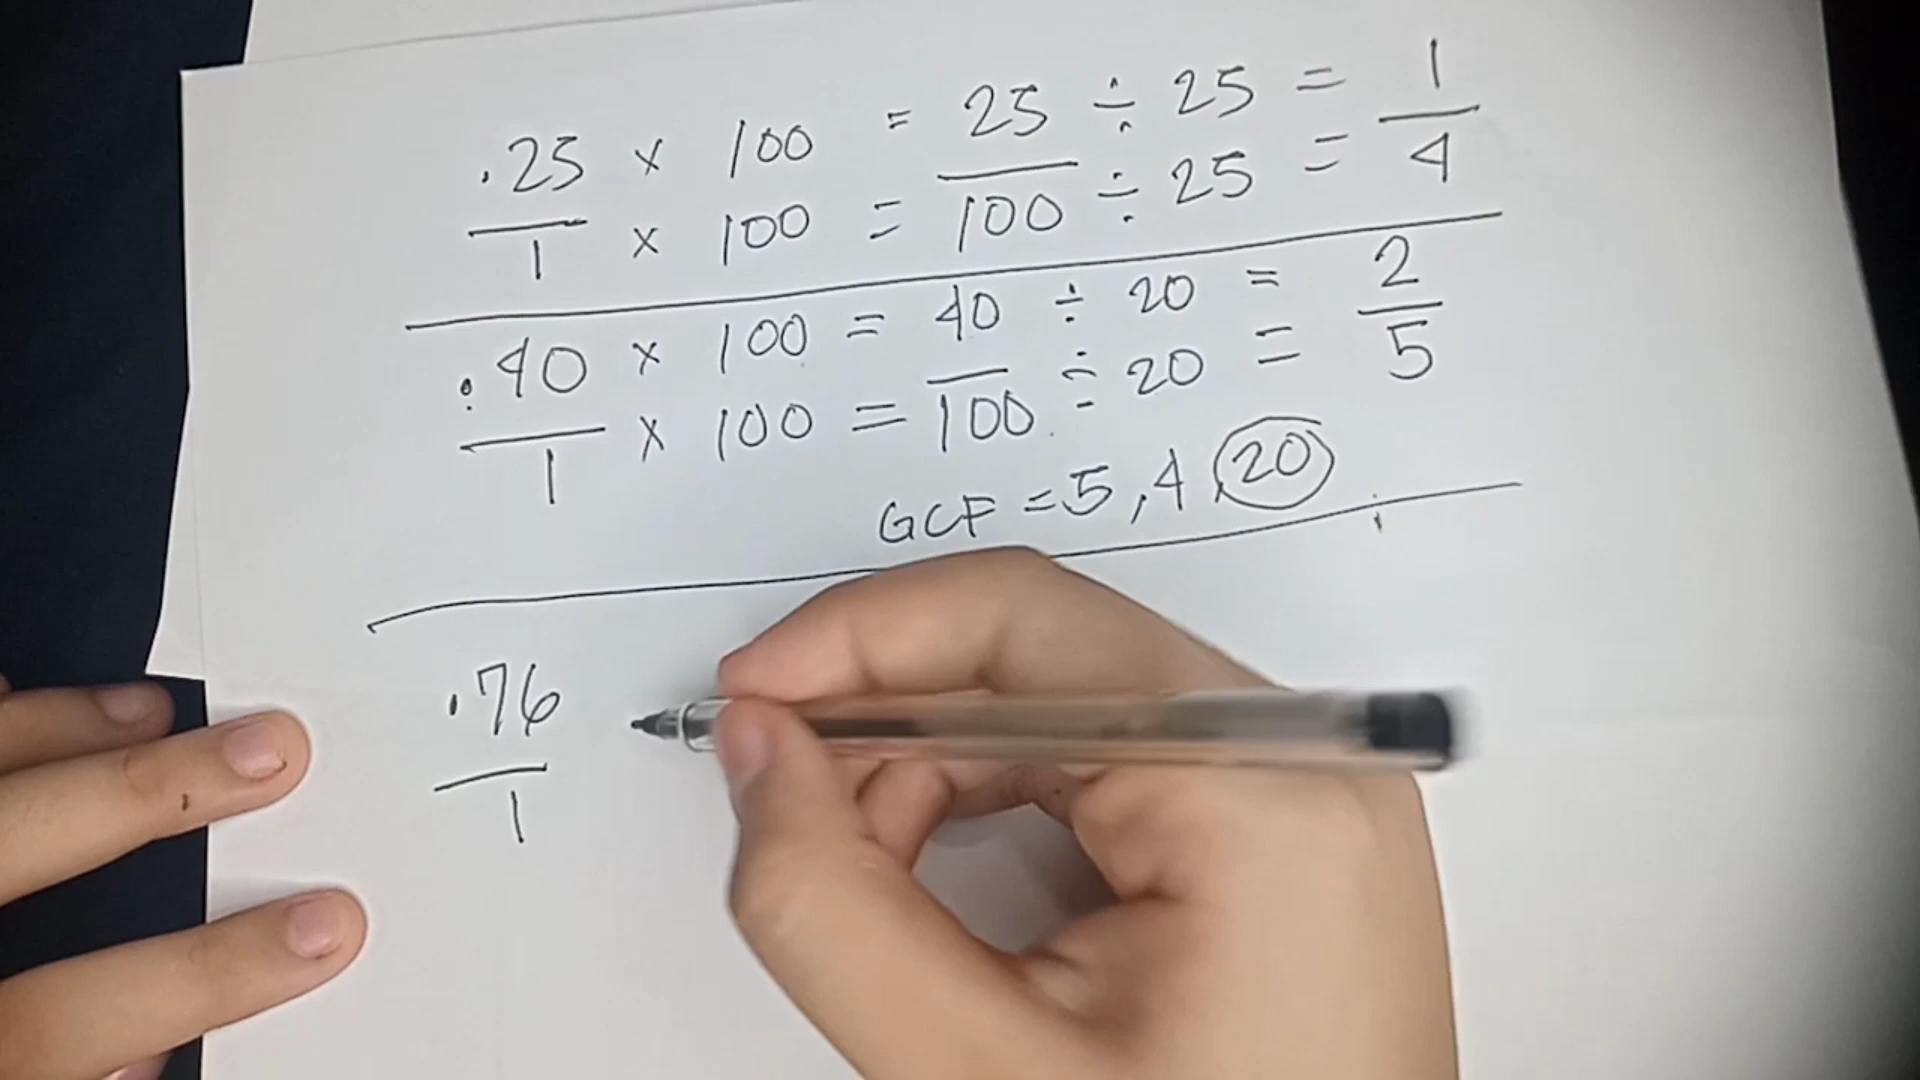 .25 × 100 = 25 ÷ 25 = 1
1 × 100 = 100 ÷ 25 = 4
.40 × 100 = 40 ÷ 20 = 2
1 × 100 = 100 ÷ 20 = 5
GCF = 5, 4, 20
.76
1